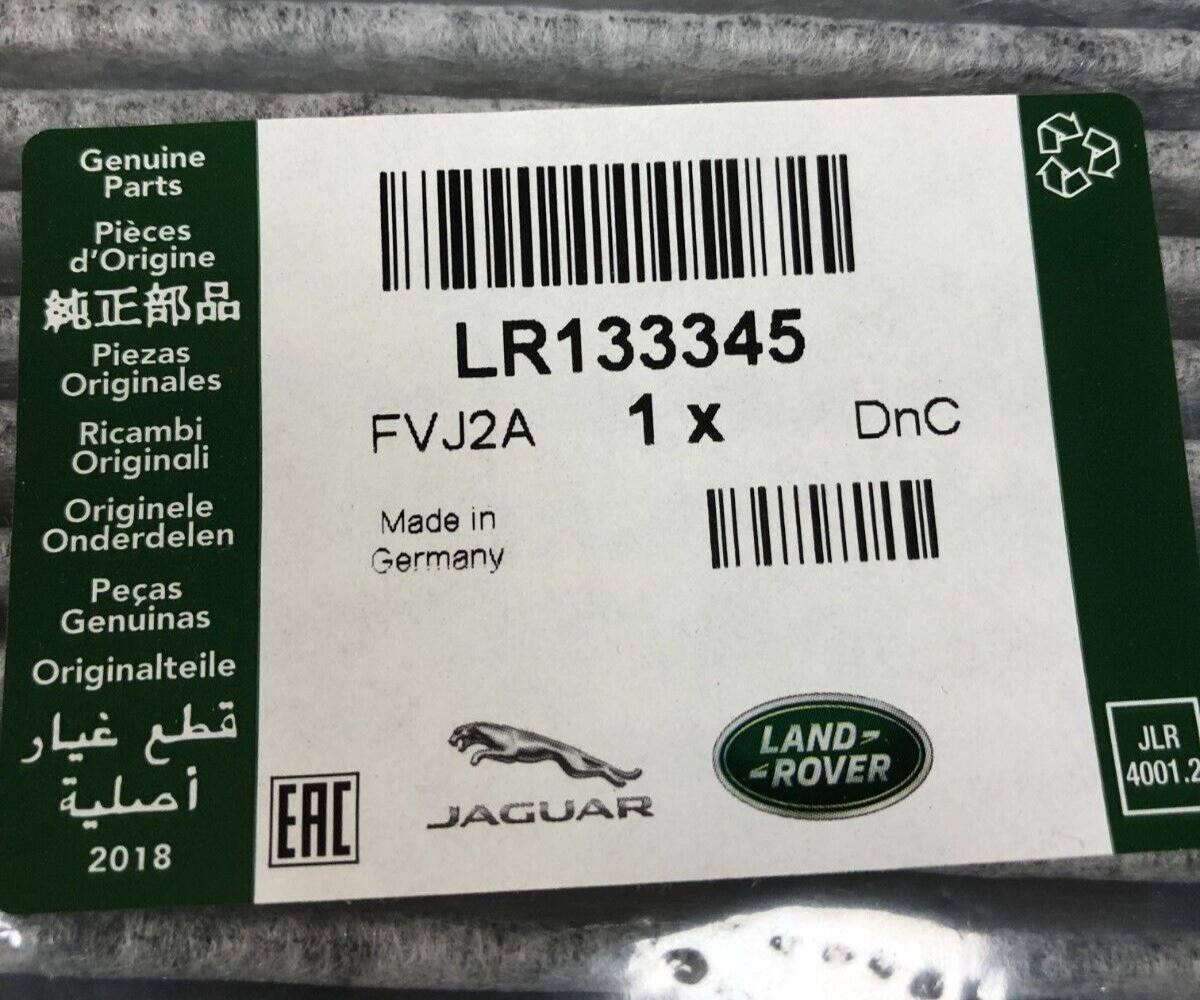 Genuine
Parts
Pièces
d'Origine
純正部品
Piezas
Originales
Ricambi
Originali
Originele
Onderdelen
Peças
Genuinas
Originalteile
قطع غيار
أصلية
2018
LR133345
FVJ2A 1 x DnC
Made in
Germany
EAC
JAGUAR
LAND-
-ROVER
JLR
4001.2